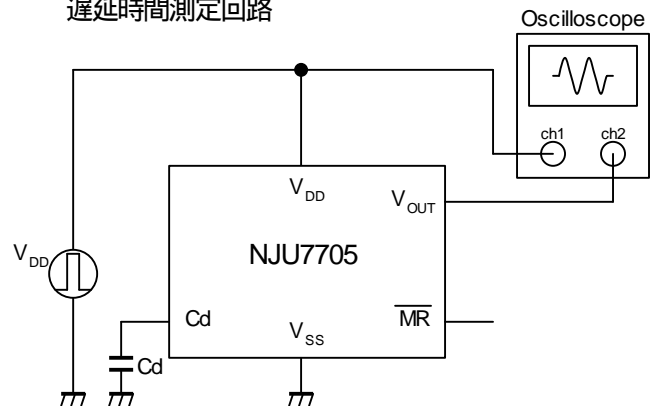 遅延時間測定回路
Oscilloscope
ch1 ch2
VDD
VOUT
VDD
NJU7705
Cd
VSS
MR
Cd